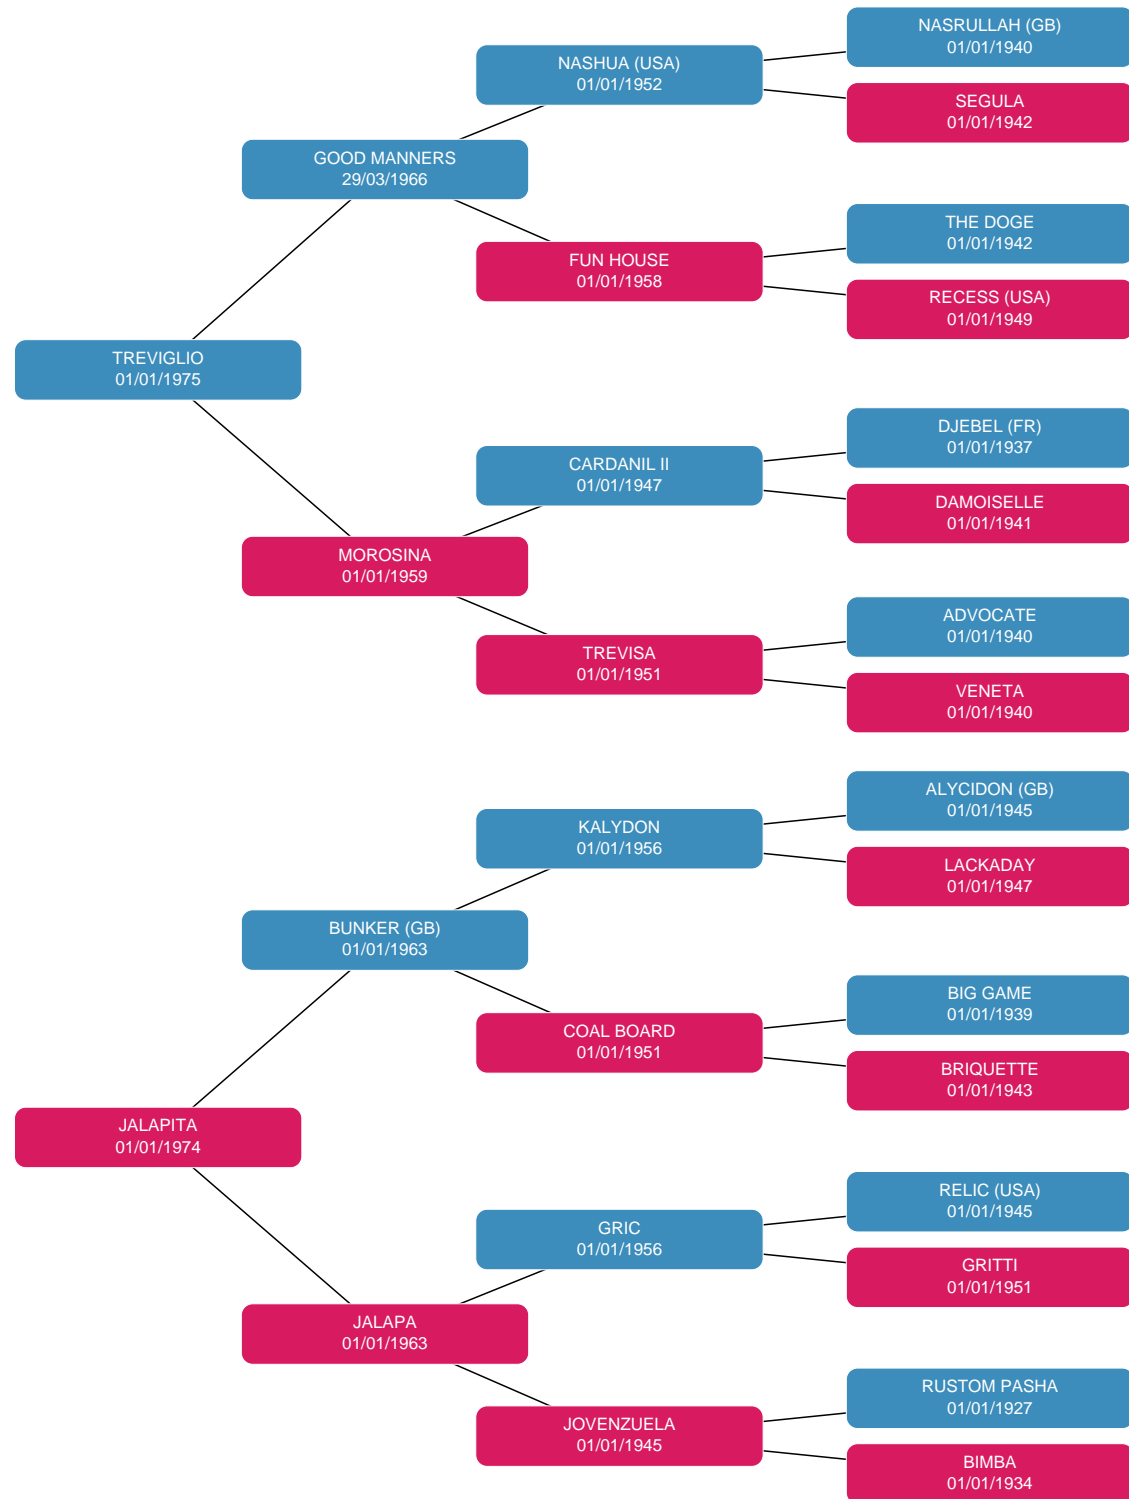 NASRULLAH (GB)
01/01/1940
NASHUA (USA)
01/01/1952
SEGULA
01/01/1942
GOOD MANNERS
29/03/1966
THE DOGE
01/01/1942
FUN HOUSE
01/01/1958
RECESS (USA)
01/01/1949
TREVIGLIO
01/01/1975
DJEBEL (FR)
01/01/1937
CARDANIL II
01/01/1947
DAMOISELLE
01/01/1941
MOROSINA
01/01/1959
ADVOCATE
01/01/1940
TREVISA
01/01/1951
VENETA
01/01/1940
ALYCIDON (GB)
01/01/1945
KALYDON
01/01/1956
LACKADAY
01/01/1947
BUNKER (GB)
01/01/1963
BIG GAME
01/01/1939
COAL BOARD
01/01/1951
BRIQUETTE
01/01/1943
JALAPITA
01/01/1974
RELIC (USA)
01/01/1945
GRIC
01/01/1956
GRITTI
01/01/1951
JALAPA
01/01/1963
RUSTOM PASHA
01/01/1927
JOVENZUELA
01/01/1945
BIMBA
01/01/1934